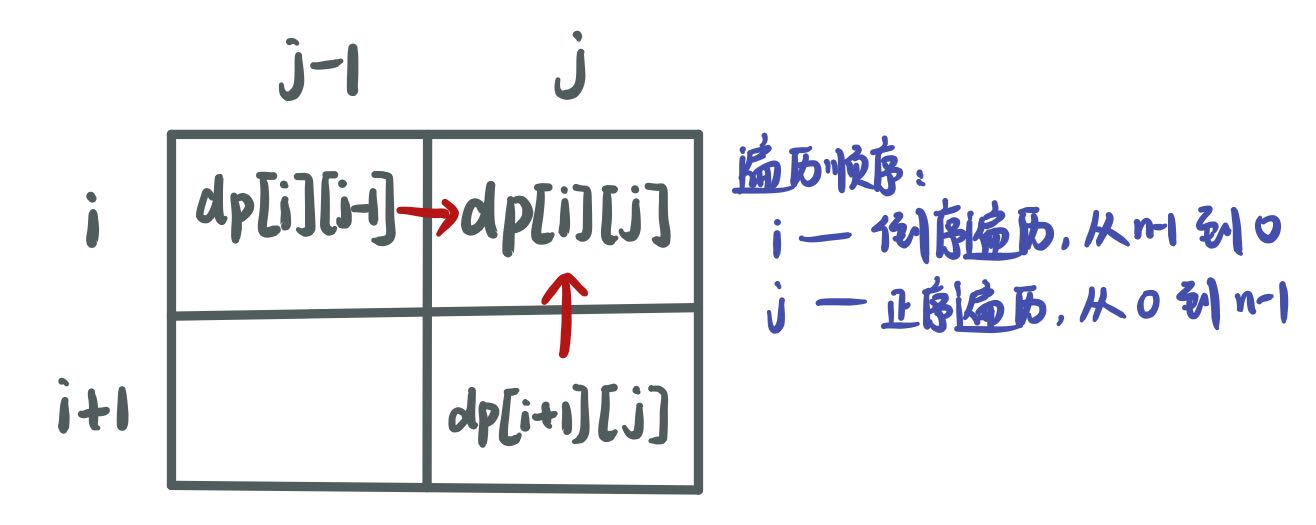 j-1 j
遍历顺序：
i dp[i][j-1] dp[i][j]
i — 倒序遍历，从n-1到0
j — 正序遍历，从0到n-1
i+1 dp[i+1][j]